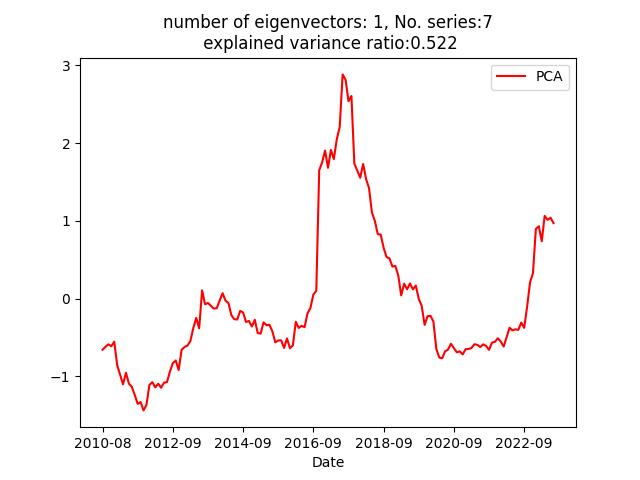 number of eigenvectors: 1, No. series:7
explained variance ratio:0.522
PCA
3
2
1
0
−1
2010-08 2012-09 2014-09 2016-09 2018-09 2020-09 2022-09
Date